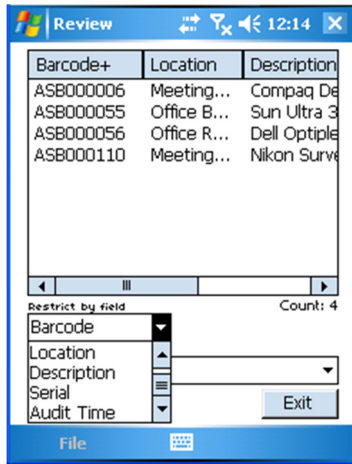 Review 12:14
Barcode+ Location Description
ASB000006 Meeting... Compaq De
ASB000055 Office B... Sun Ultra 3
ASB000056 Office R... Dell Optiple
ASB000110 Meeting... Nikon Surve
Restrict by field Count: 4
Barcode
Location
Description
Serial
Audit Time
Exit
File